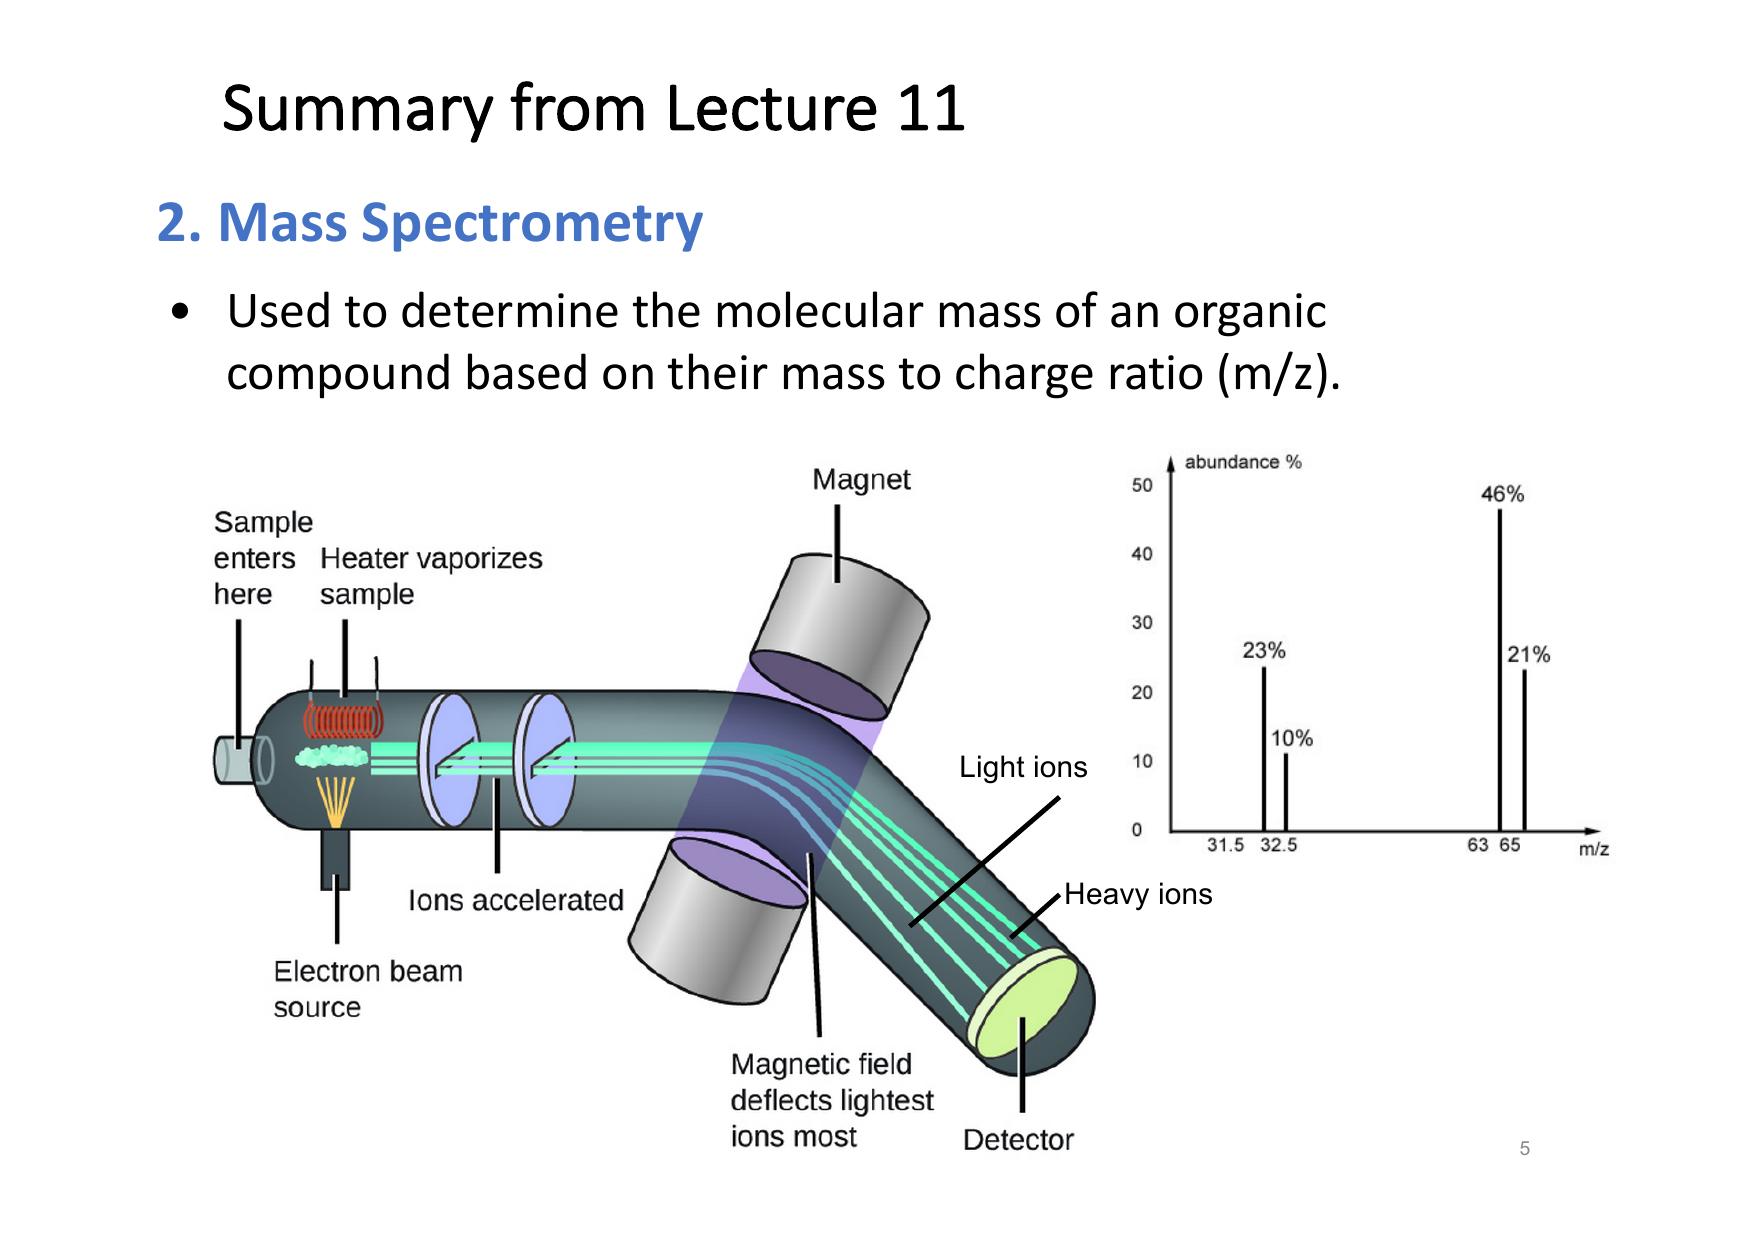 Summary from Lecture 11
2. Mass Spectrometry
• Used to determine the molecular mass of an organic
compound based on their mass to charge ratio (m/z).
Sample
enters
here
Heater vaporizes
sample
Magnet
Ions accelerated
Electron beam
source
Light ions
Heavy ions
Magnetic field
deflects lightest
ions most
Detector
abundance %
50
40
30
20
10
0
23%
10%
46%
21%
31.5 32.5
63 65
m/z
5